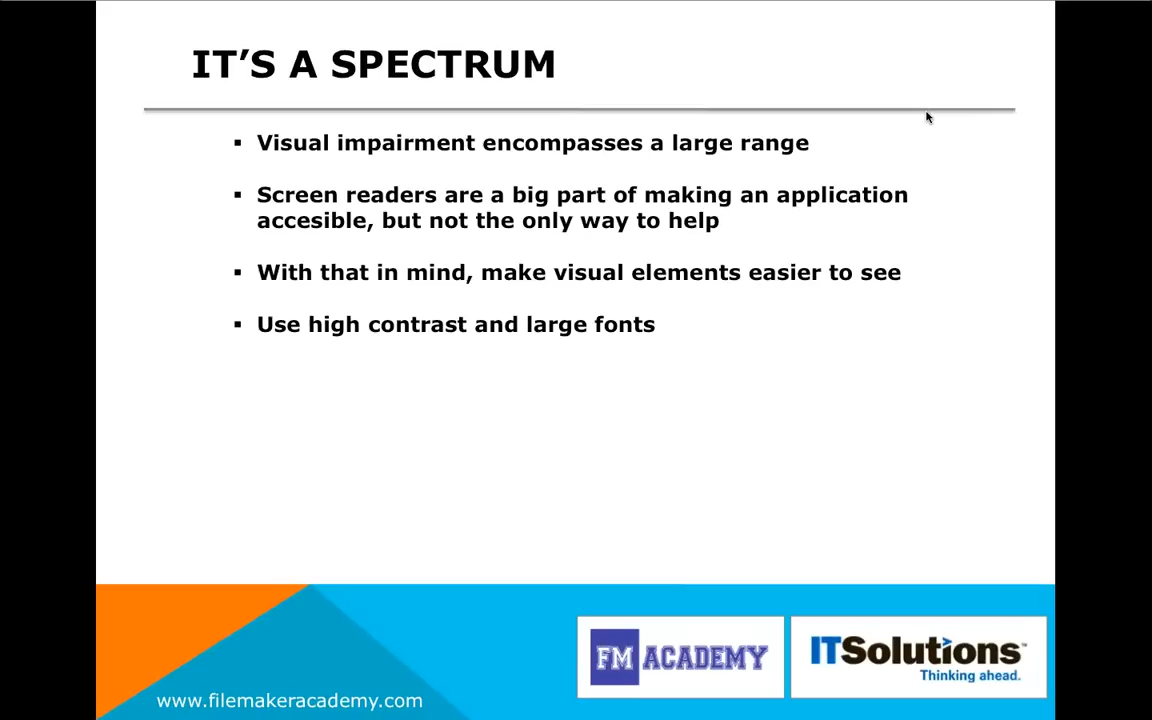 IT’S A SPECTRUM
▪ Visual impairment encompasses a large range
▪ Screen readers are a big part of making an application
accesible, but not the only way to help
▪ With that in mind, make visual elements easier to see
▪ Use high contrast and large fonts
FM ACADEMY
ITSolutions™
Thinking ahead.
www.filemakeracademy.com